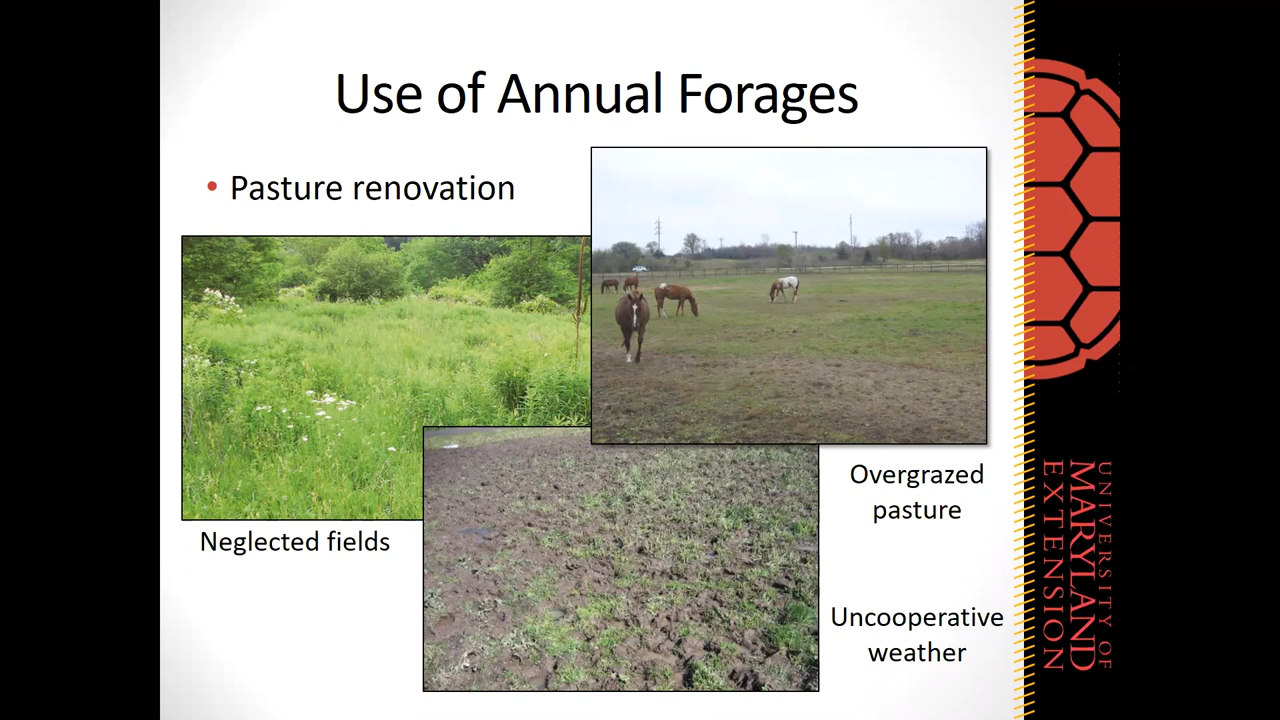 Use of Annual Forages
• Pasture renovation
Neglected fields
Overgrazed
pasture
Uncooperative
weather
UNIVERSITY OF
MARYLAND
EXTENSION